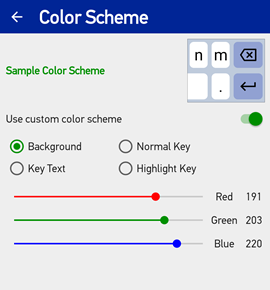 Color Scheme
n m
Sample Color Scheme
.
Use custom color scheme
Background Normal Key
Key Text Highlight Key
Red 191
Green 203
Blue 220